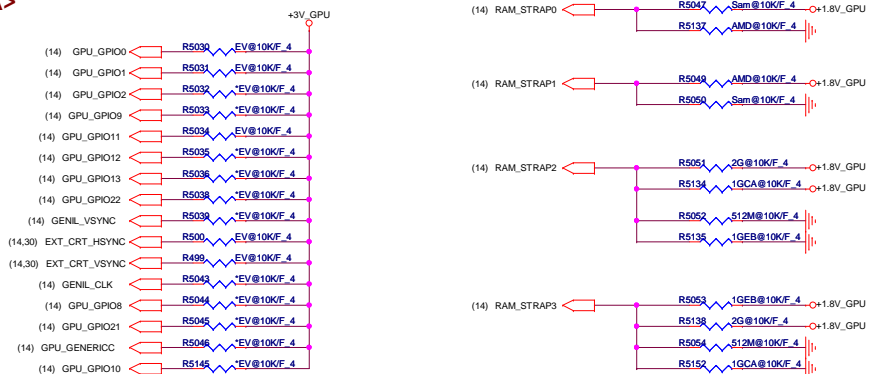 +3V_GPU
(14) GPU_GPIO0 R5030 EV@10K/F_4
(14) GPU_GPIO1 R5031 EV@10K/F_4
(14) GPU_GPIO2 R5032 *EV@10K/F_4
(14) GPU_GPIO9 R5033 *EV@10K/F_4
(14) GPU_GPIO11 R5034 EV@10K/F_4
(14) GPU_GPIO12 R5035 *EV@10K/F_4
(14) GPU_GPIO13 R5036 *EV@10K/F_4
(14) GPU_GPIO22 R5038 *EV@10K/F_4
(14) GENIL_VSYNC R5039 *EV@10K/F_4
(14,30) EXT_CRT_HSYNC R500 EV@10K/F_4
(14,30) EXT_CRT_VSYNC R499 EV@10K/F_4
(14) GENIL_CLK R5043 *EV@10K/F_4
(14) GPU_GPIO8 R5044 *EV@10K/F_4
(14) GPU_GPIO21 R5045 *EV@10K/F_4
(14) GPU_GENERICC R5046 *EV@10K/F_4
(14) GPU_GPIO10 R5145 *EV@10K/F_4
(14) RAM_STRAP0 R5047 Sam@10K/F_4 +1.8V_GPU
R5137 AMD@10K/F_4
(14) RAM_STRAP1 R5049 AMD@10K/F_4 +1.8V_GPU
R5050 Sam@10K/F_4
(14) RAM_STRAP2 R5051 2G@10K/F_4 +1.8V_GPU
R5134 1GCA@10K/F_4 +1.8V_GPU
R5052 512M@10K/F_4
R5135 1GEB@10K/F_4
(14) RAM_STRAP3 R5053 1GEB@10K/F_4 +1.8V_GPU
R5138 2G@10K/F_4 +1.8V_GPU
R5054 512M@10K/F_4
R5152 1GCA@10K/F_4